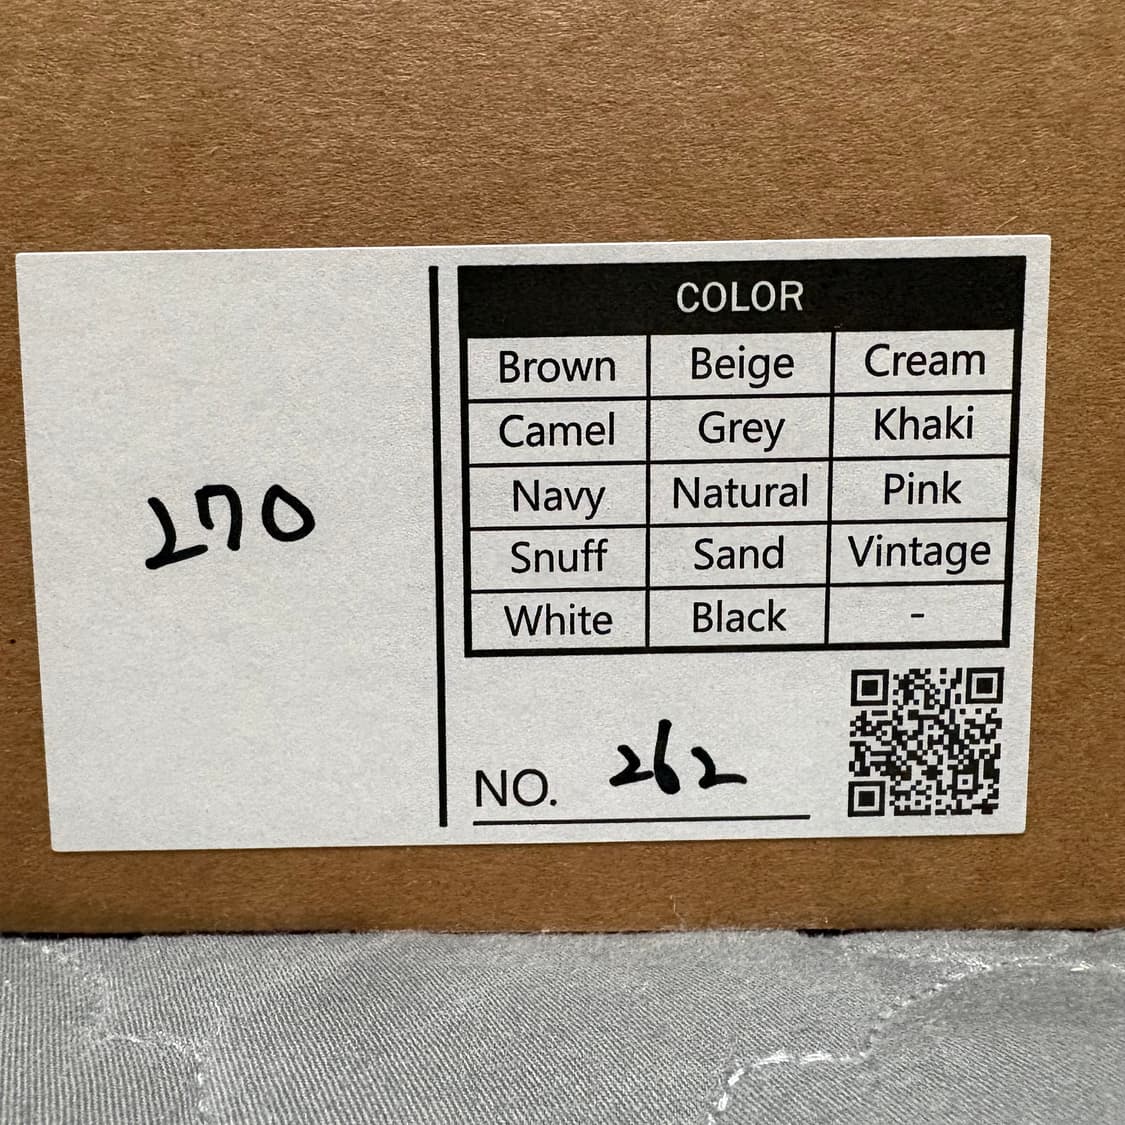 270
COLOR
Brown Beige Cream
Camel Grey Khaki
Navy Natural Pink
Snuff Sand Vintage
White Black -
NO. 262